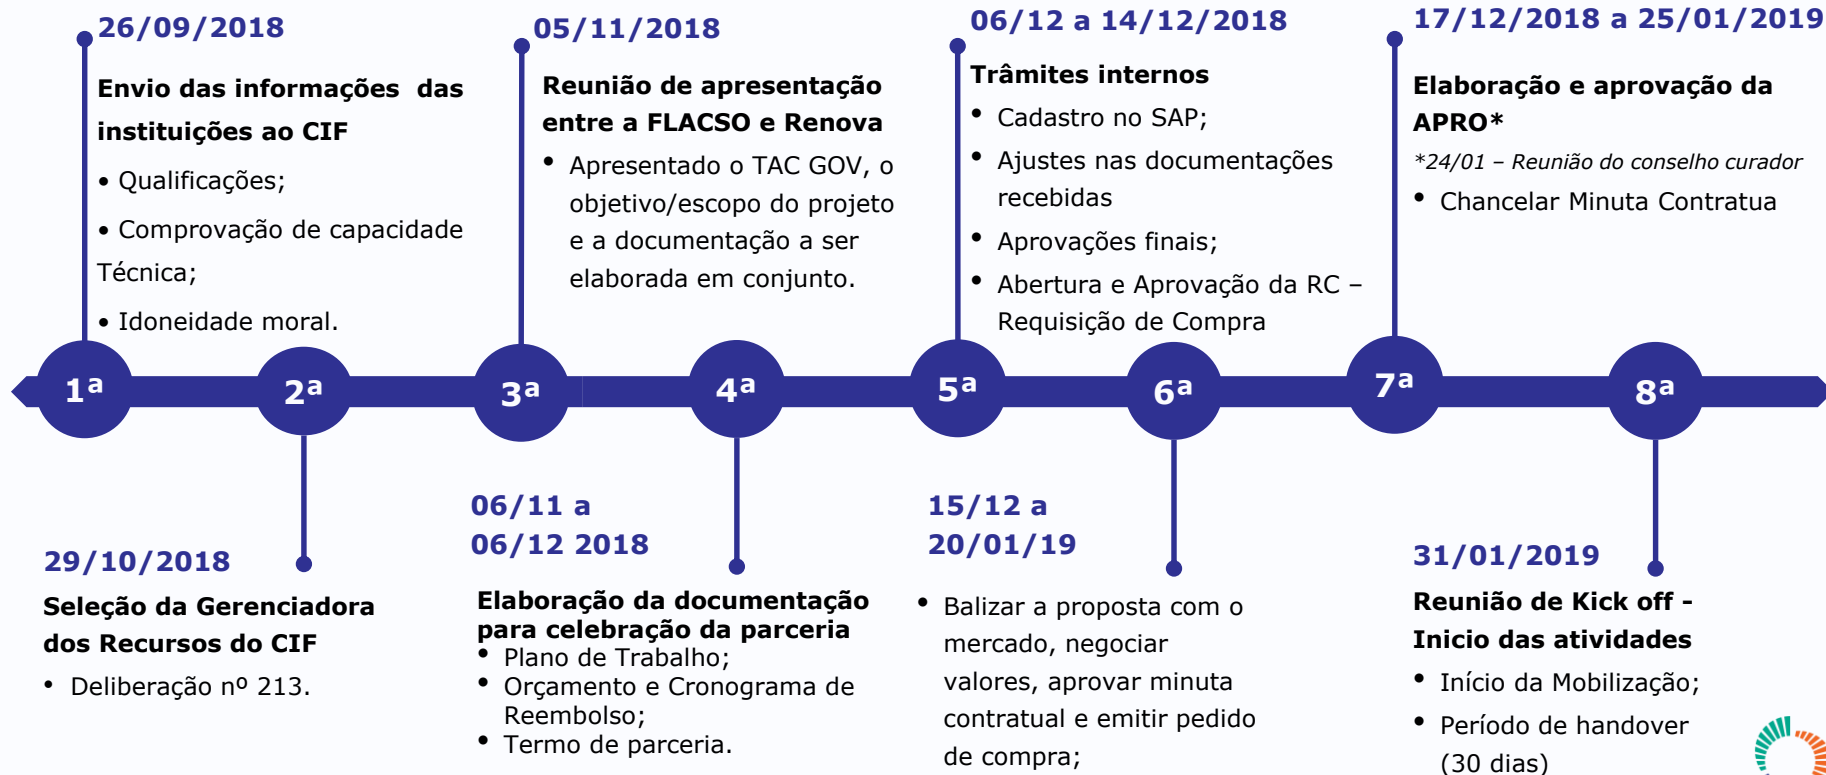 26/09/2018
Envio das informações das
instituições ao CIF
• Qualificações;
• Comprovação de capacidade
Técnica;
• Idoneidade moral.
05/11/2018
Reunião de apresentação
entre a FLACSO e Renova
• Apresentado o TAC GOV, o
objetivo/escopo do projeto
e a documentação a ser
elaborada em conjunto.
06/12 a 14/12/2018
Trâmites internos
• Cadastro no SAP;
• Ajustes nas documentações
recebidas
• Aprovações finais;
• Abertura e Aprovação da RC –
Requisição de Compra
17/12/2018 a 25/01/2019
Elaboração e aprovação da
APRO*
*24/01 – Reunião do conselho curador
• Chancelar Minuta Contratua
1ª
2ª
3ª
4ª
5ª
6ª
7ª
8ª
29/10/2018
Seleção da Gerenciadora
dos Recursos do CIF
• Deliberação nº 213.
06/11 a
06/12 2018
Elaboração da documentação
para celebração da parceria
• Plano de Trabalho;
• Orçamento e Cronograma de
Reembolso;
• Termo de parceria.
15/12 a
20/01/19
• Balizar a proposta com o
mercado, negociar
valores, aprovar minuta
contratual e emitir pedido
de compra;
31/01/2019
Reunião de Kick off -
Inicio das atividades
• Início da Mobilização;
• Período de handover
(30 dias)